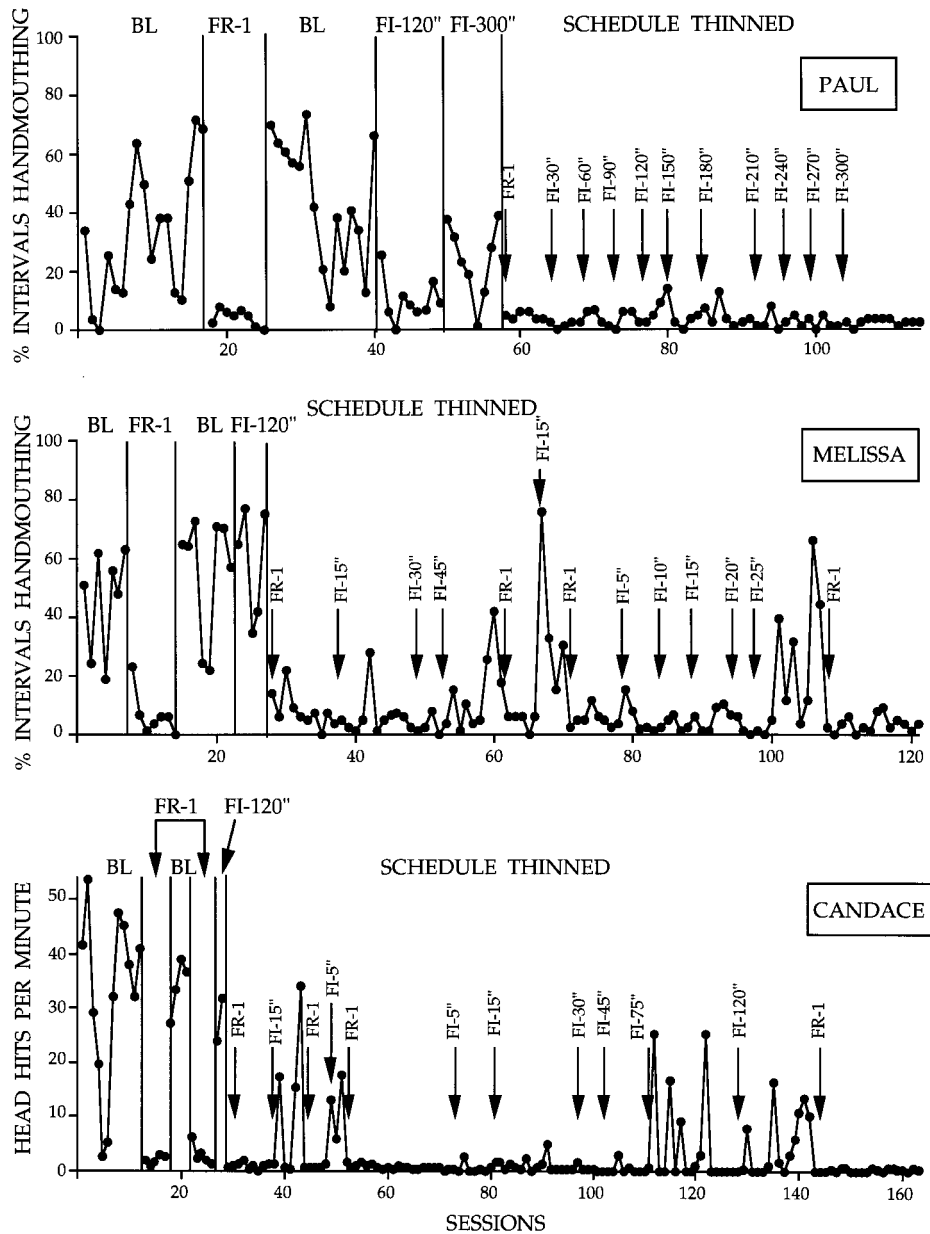 BL FR-1 BL FI-120" FI-300" SCHEDULE THINNED
PAUL
% INTERVALS HANDMOUTHING
100
80
60
40
20
0
FR-1 FI-30" FI-60" FI-90" FI-120" FI-150" FI-180" FI-210" FI-240" FI-270" FI-300"
20 40 60 80 100
SCHEDULE THINNED
BL FR-1 BL FI-120"
MELISSA
% INTERVALS HANDMOUTHING
100
80
60
40
20
0
FR-1 FI-15" FI-30" FI-45" FR-1 FI-15" FR-1 FI-5" FI-10" FI-15" FI-20" FI-25" FR-1
20 40 60 80 100 120
FR-1 FI-120"
BL BL SCHEDULE THINNED
CANDACE
HEAD HITS PER MINUTE
50
40
30
20
10
0
FR-1 FI-15" FR-1 FI-5" FR-1 FI-5" FI-15" FI-30" FI-45" FI-75" FI-120" FR-1
20 40 60 80 100 120 140 160
SESSIONS